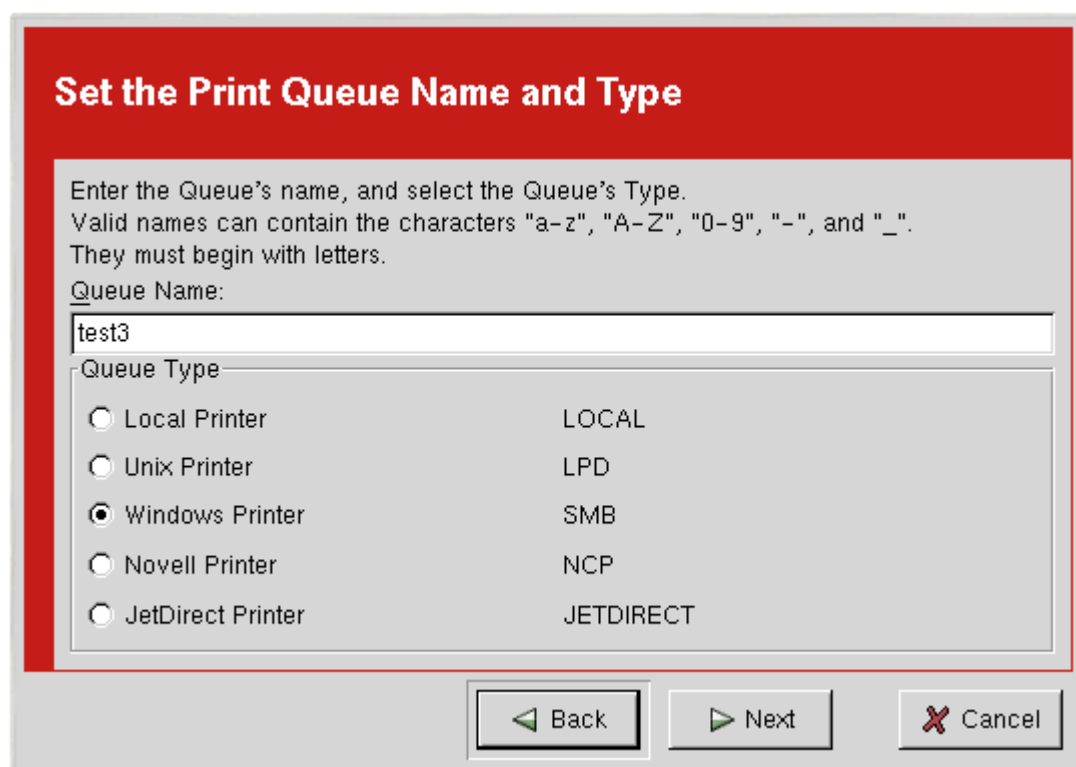 Set the Print Queue Name and Type
Enter the Queue's name, and select the Queue's Type.
Valid names can contain the characters "a-z", "A-Z", "0-9", "-", and "_".
They must begin with letters.
Queue Name:
test3
Queue Type
Local Printer LOCAL
Unix Printer LPD
Windows Printer SMB
Novell Printer NCP
JetDirect Printer JETDIRECT
Back Next Cancel